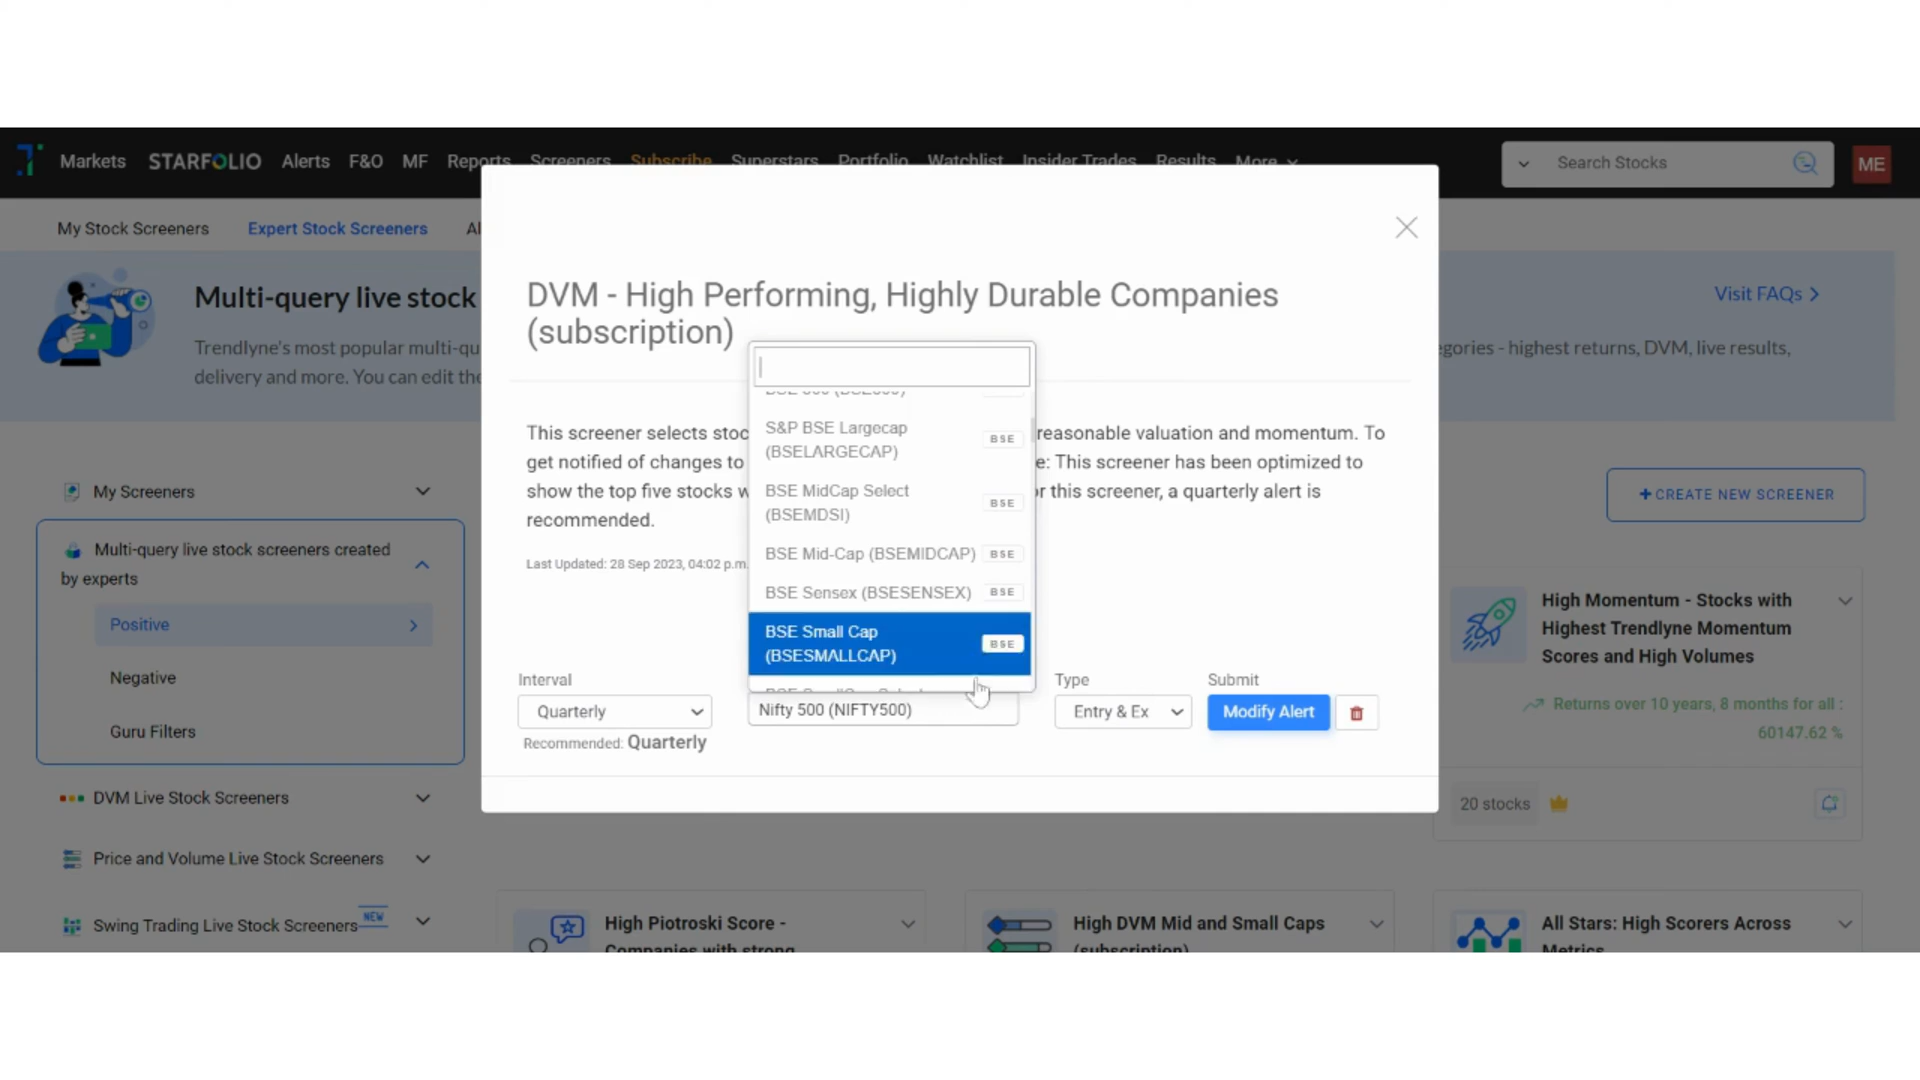 Markets STARFOLIO Alerts F&O MF Reports Screeners Subscribe Superstars Portfolio Watchlist Insider Trades Results More Search Stocks ME
My Stock Screeners Expert Stock Screeners
Multi-query live stock
Visit FAQs
Trendlyne's most popular multi-qu
egories - highest returns, DVM, live results,
delivery and more. You can edit the
DVM - High Performing, Highly Durable Companies
(subscription)
This screener selects stoc
reasonable valuation and momentum. To
get notified of changes to
e: This screener has been optimized to
show the top five stocks w
or this screener, a quarterly alert is
recommended.
Last Updated: 28 Sep 2023, 04:02 p.m.
S&P BSE Largecap
(BSELARGECAP) BSE
BSE MidCap Select
(BSEMDSI) BSE
BSE Mid-Cap (BSEMIDCAP) BSE
BSE Sensex (BSESENSEX) BSE
BSE Small Cap
(BSESMALLCAP) BSE
Interval
Quarterly
Recommended: Quarterly
Nifty 500 (NIFTY500)
Type
Entry & Ex
Submit
Modify Alert
My Screeners
Multi-query live stock screeners created
by experts
Positive
Negative
Guru Filters
DVM Live Stock Screeners
Price and Volume Live Stock Screeners
Swing Trading Live Stock Screeners NEW
+ CREATE NEW SCREENER
High Momentum - Stocks with
Highest Trendlyne Momentum
Scores and High Volumes
Returns over 10 years, 8 months for all :
60147.62 %
20 stocks
High Piotroski Score -
Companies with strong
High DVM Mid and Small Caps
(subscription)
All Stars: High Scorers Across
Metrics